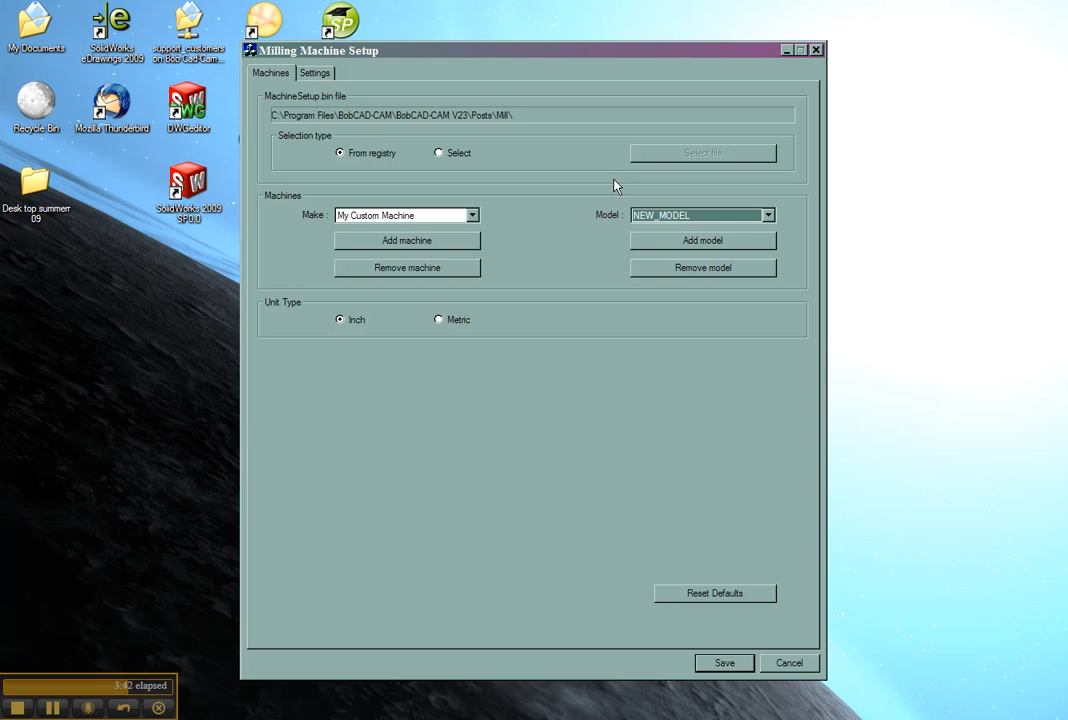 My Documents
SolidWorks
eDrawings 2009
support_customers
on Bob Cad-Cam...
SP
Recycle Bin
Mozilla Thunderbird
DWGeditor
Desk top summerr
09
SolidWorks 2009
SP0.0
Milling Machine Setup
Machines
Settings
MachineSetup.bin file
C:\Program Files\BobCAD-CAM\BobCAD-CAM V23\Posts\Mill\
Selection type
From registry
Select
Select file
Machines
Make :
My Custom Machine
Model :
NEW_MODEL
Add machine
Add model
Remove machine
Remove model
Unit Type
Inch
Metric
Reset Defaults
Save
Cancel
3:42 elapsed